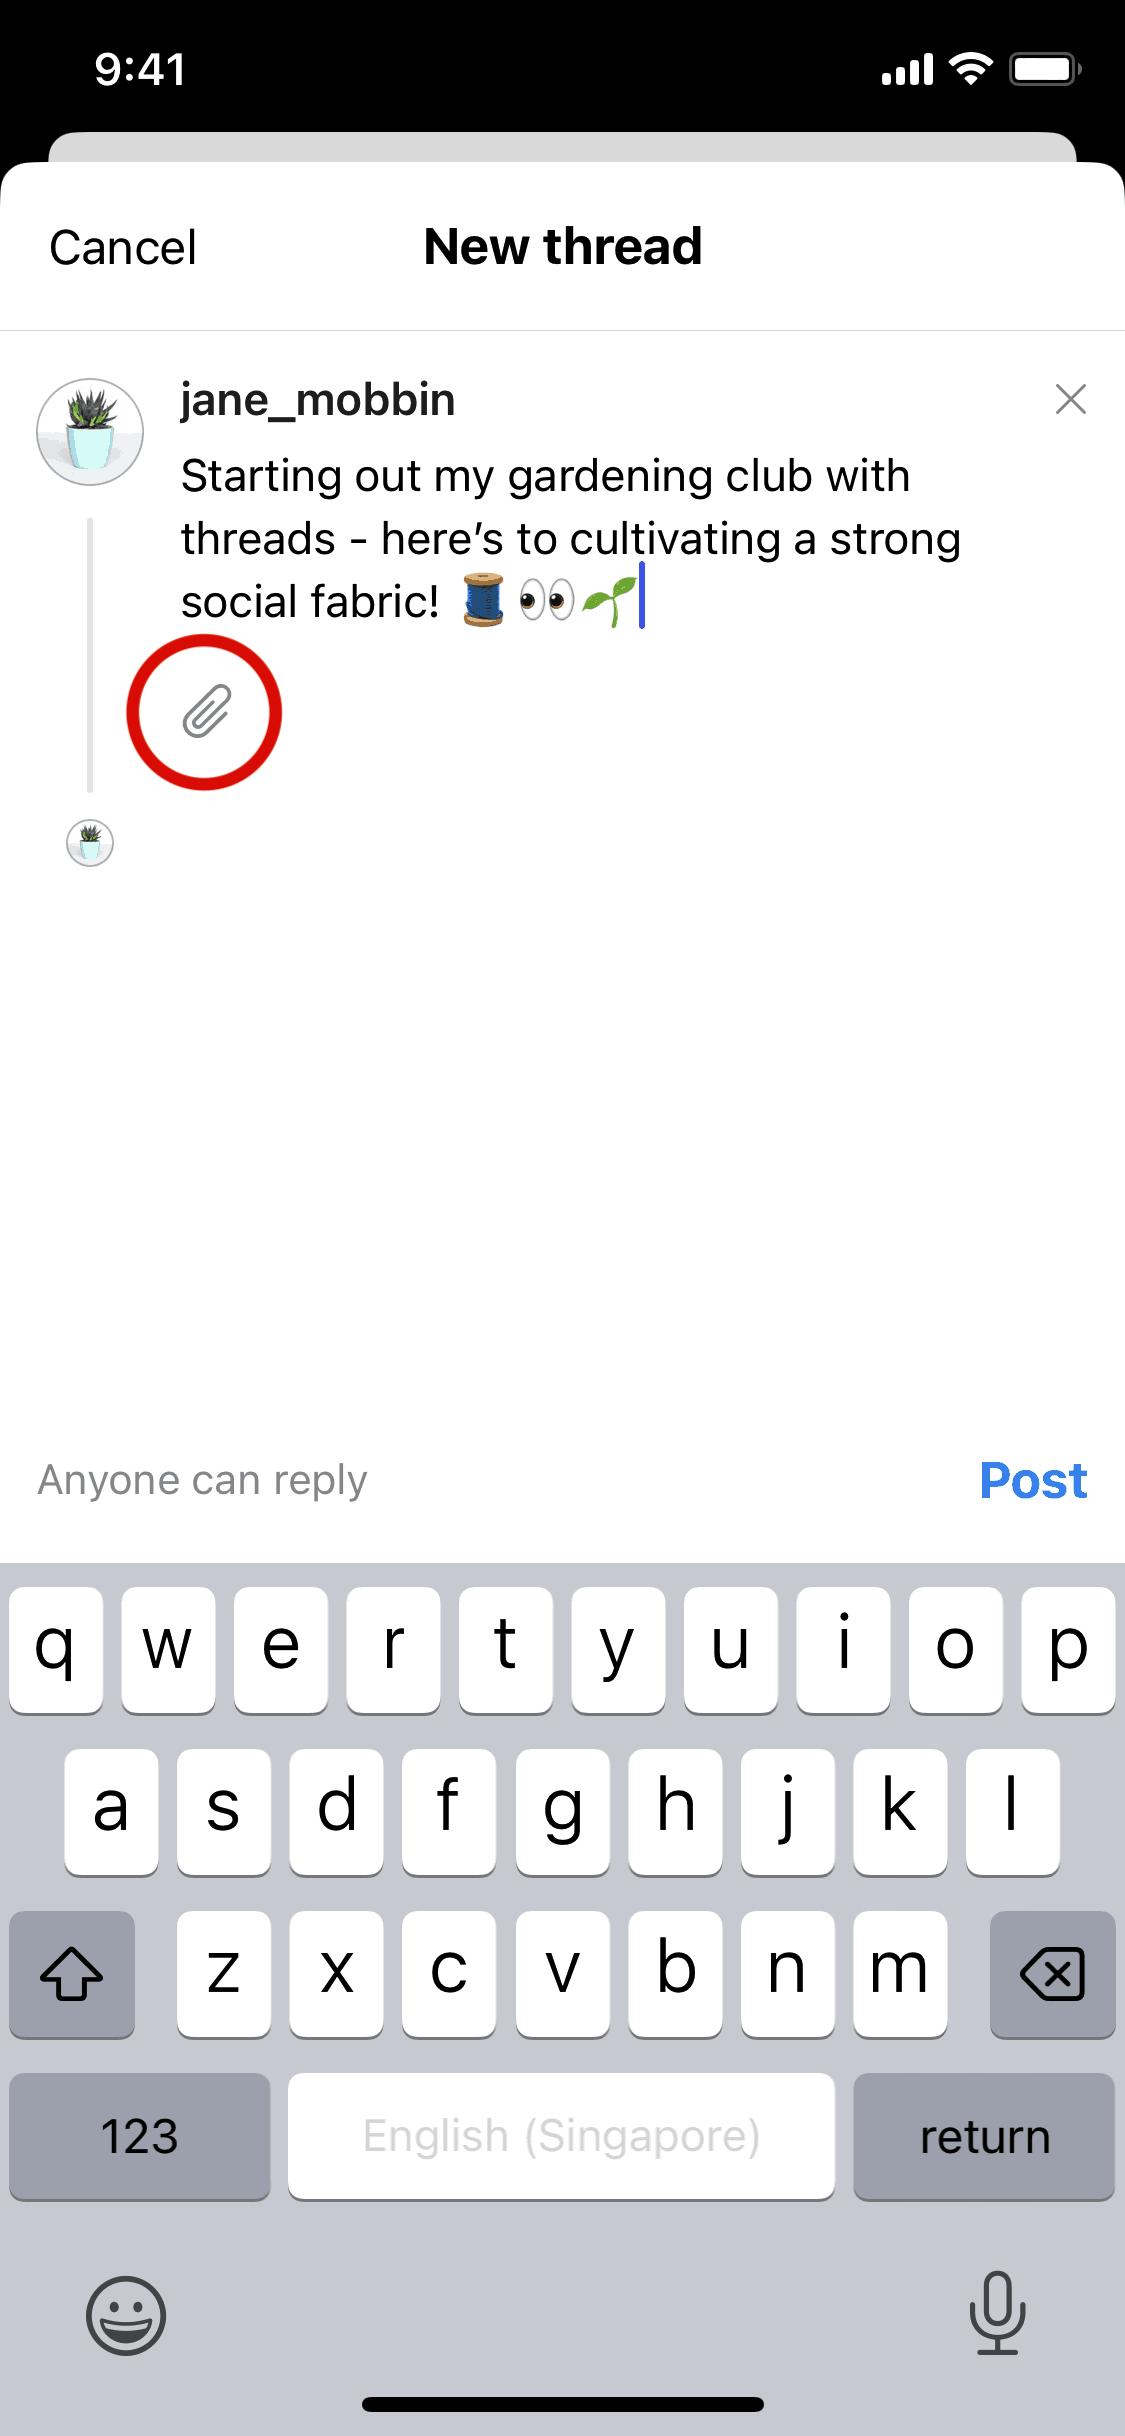 9:41
Cancel New thread
jane_mobbin
Starting out my gardening club with
threads - here’s to cultivating a strong
social fabric! 🧵👀🌱
Anyone can reply Post
q w e r t y u i o p
a s d f g h j k l
z x c v b n m
123 English (Singapore) return